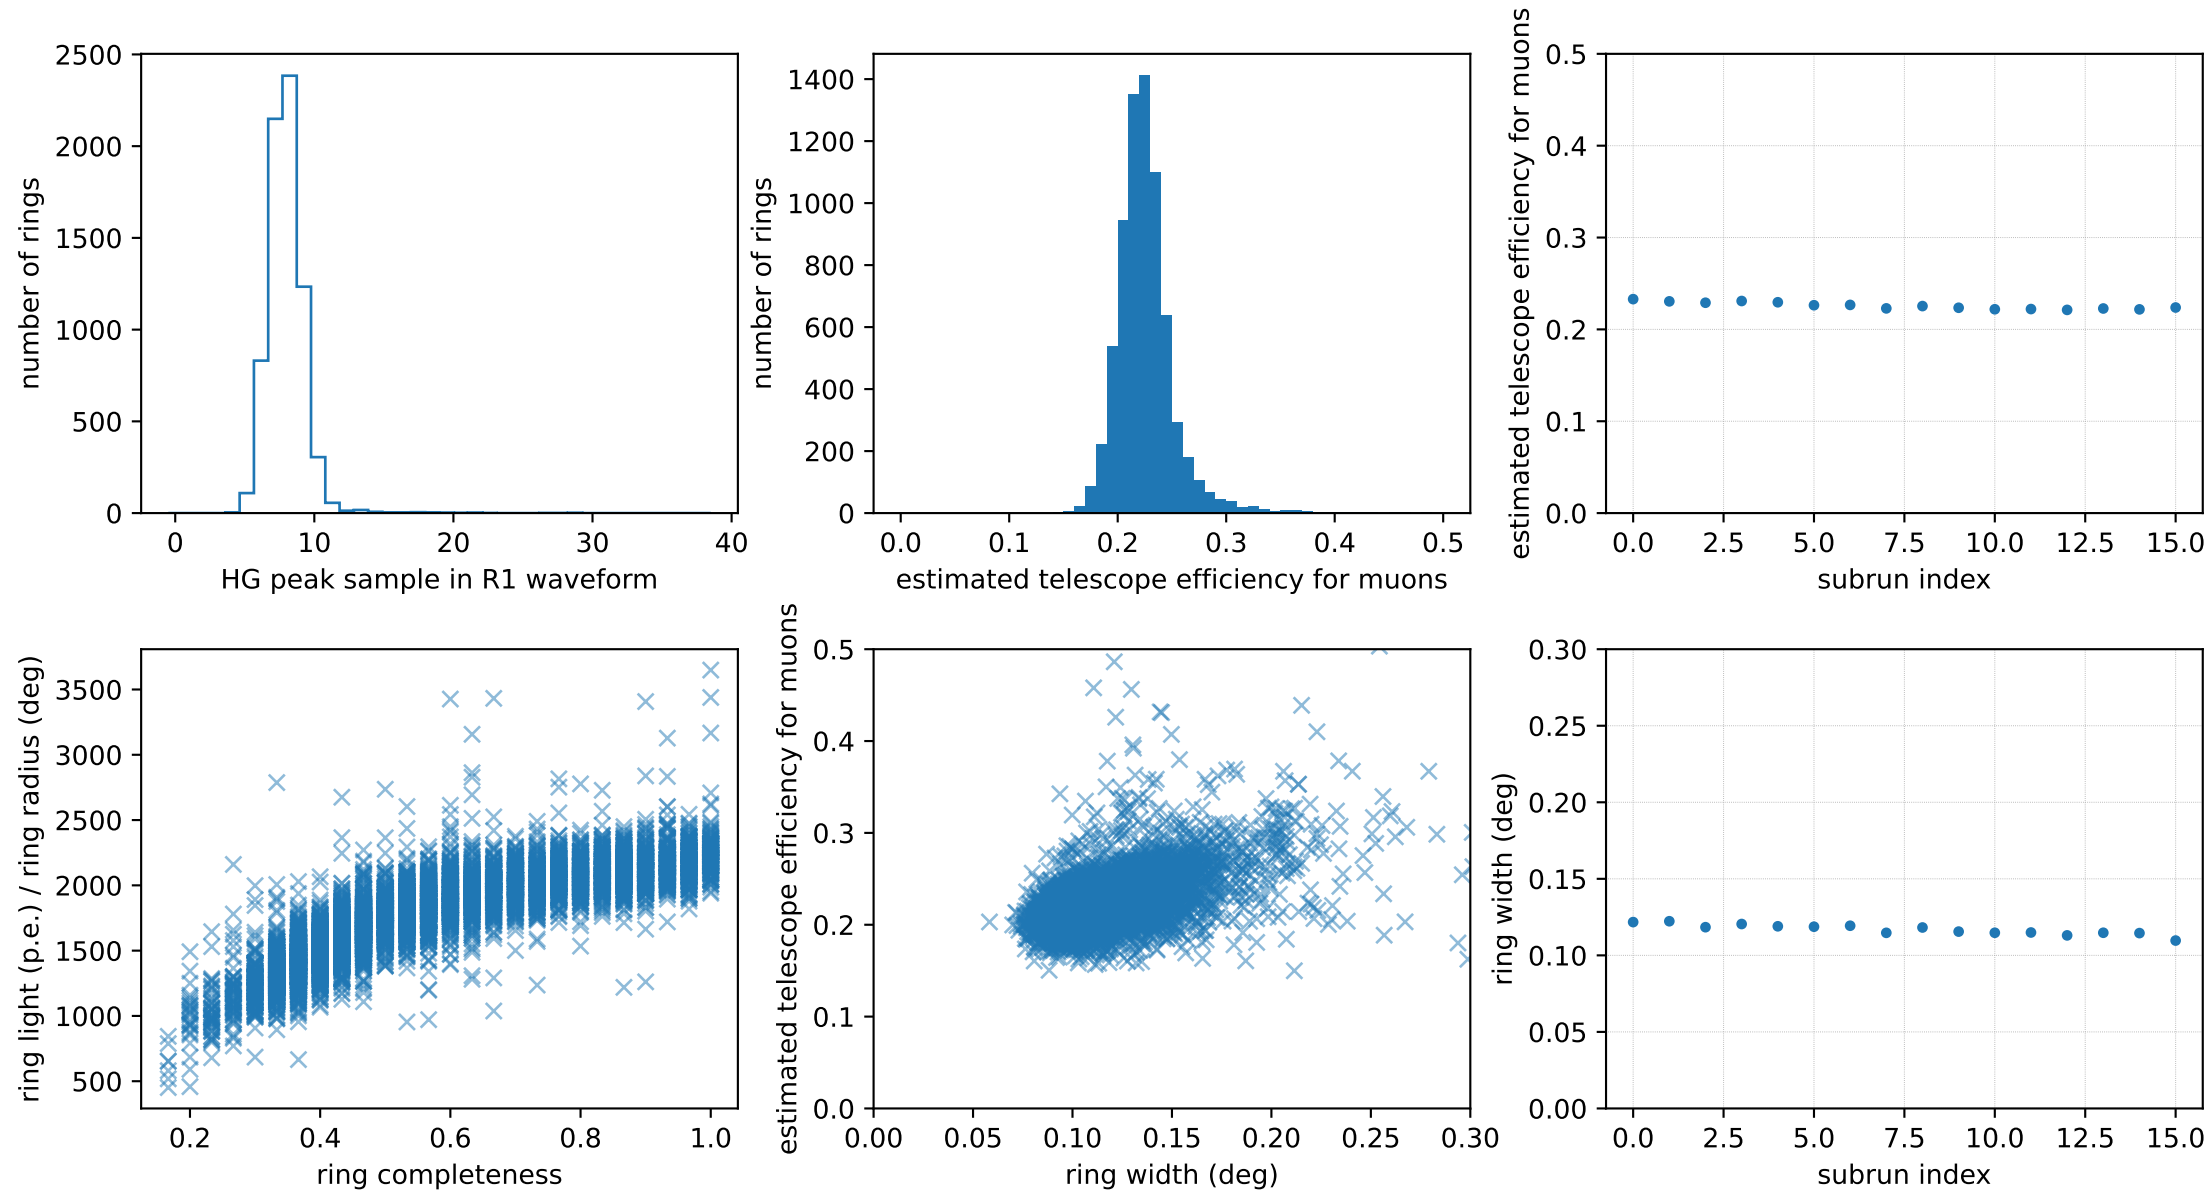 2500
2000
1500
1000
500
0
number of rings
0 10 20 30 40
HG peak sample in R1 waveform
1400
1200
1000
800
600
400
200
0
number of rings
0.0 0.1 0.2 0.3 0.4 0.5
estimated telescope efficiency for muons
0.5
0.4
0.3
0.2
0.1
0.0
estimated telescope efficiency for muons
0.0 2.5 5.0 7.5 10.0 12.5 15.0
subrun index
3500
3000
2500
2000
1500
1000
500
ring light (p.e.) / ring radius (deg)
0.2 0.4 0.6 0.8 1.0
ring completeness
0.5
0.4
0.3
0.2
0.1
0.0
estimated telescope efficiency for muons
0.00 0.05 0.10 0.15 0.20 0.25 0.30
ring width (deg)
0.30
0.25
0.20
0.15
0.10
0.05
0.00
ring width (deg)
0.0 2.5 5.0 7.5 10.0 12.5 15.0
subrun index